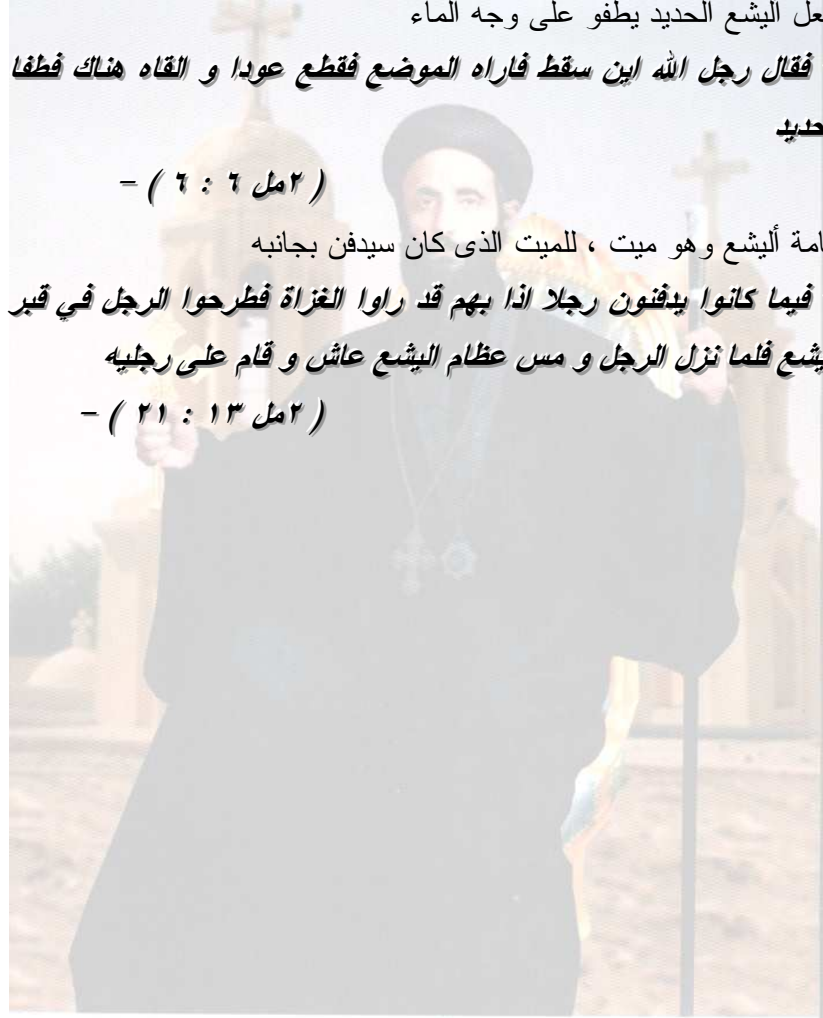 عل اليشع الحديد يطفو على وجه الماء
فقال رجل الله اين سقط فاراه الموضع فقطع عودا و القاه هناك فطفا
حديد
( ٢مل ٦ : ٦ ) –
امة أليشع وهو ميت ، للميت الذى كان سيدفن بجانبه
فيما كانوا يدفنون رجلا اذا بهم قد راوا الغزاة فطرحوا الرجل في قبر
يشع فلما نزل الرجل و مس عظام اليشع عاش و قام على رجليه
( ٢مل ١٣ : ٢١ ) –